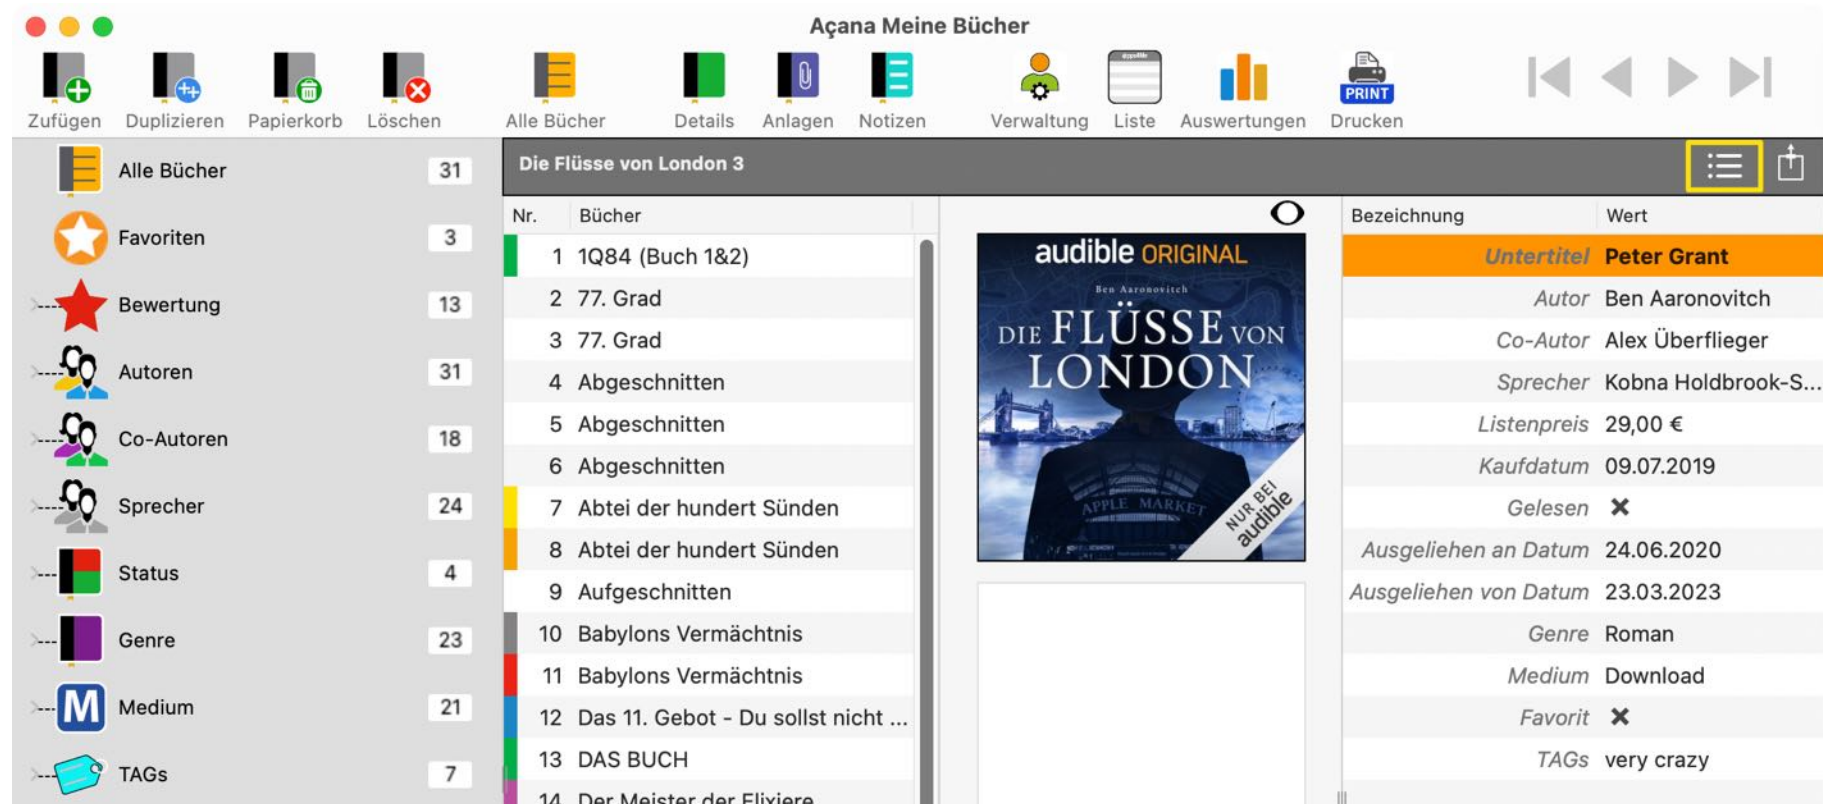 Açana Meine Bücher
PRINT
Zufügen Duplizieren Papierkorb Löschen Alle Bücher Details Anlagen Notizen Verwaltung Liste Auswertungen Drucken
Alle Bücher 31
Favoriten 3
Bewertung 13
Autoren 31
Co-Autoren 18
Sprecher 24
Status 4
Genre 23
M Medium 21
TAGs 7
Die Flüsse von London 3
Nr. Bücher
1 1Q84 (Buch 1&2)
2 77. Grad
3 77. Grad
4 Abgeschnitten
5 Abgeschnitten
6 Abgeschnitten
7 Abtei der hundert Sünden
8 Abtei der hundert Sünden
9 Aufgeschnitten
10 Babylons Vermächtnis
11 Babylons Vermächtnis
12 Das 11. Gebot - Du sollst nicht ...
13 DAS BUCH
14 Der Meister der Elixiere
audible ORIGINAL
Ben Aaronovitch
DIE FLÜSSE VON
LONDON
APPLE MARKET
NUR BEI
audible
Bezeichnung Wert
Untertitel Peter Grant
Autor Ben Aaronovitch
Co-Autor Alex Überflieger
Sprecher Kobna Holdbrook-S...
Listenpreis 29,00 €
Kaufdatum 09.07.2019
Gelesen ✖
Ausgeliehen an Datum 24.06.2020
Ausgeliehen von Datum 23.03.2023
Genre Roman
Medium Download
Favorit ✖
TAGs very crazy